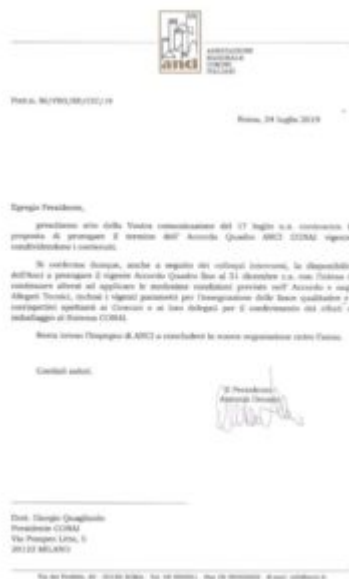 anci
ASSOCIAZIONE
NAZIONALE
COMUNI
ITALIANI
Roma, 24 luglio 2019
Egregio Presidente,
prendiamo atto della Vostra comunicazione del 17 luglio u.s. contenente la
proposta di prorogare il termine dell' Accordo Quadro ANCI CONAI vigente
condividendone i contenuti.
Si conferma dunque, anche a seguito dei colloqui intercorsi, la disponibilità
dell'Anci a prorogare il vigente Accordo Quadro fino al 31 dicembre c.a. con l'intesa
continuare altresì ad applicare le medesime condizioni previste nell' Accordo e negli
Allegati Tecnici, inclusi i vigenti parametri per l'assegnazione delle fasce qualitative
corrispettivi spettanti ai Comuni o ai loro delegati per il conferimento dei rifiuti
imballaggio al Sistema CONAI.
Resta inteso l'impegno di ANCI a concludere la nuova negoziazione entro l'anno.
Cordiali saluti.
Il Presidente
Antonio Decaro
Dott. Giorgio Quagliuolo
Presidente CONAI
Via Pompeo Litta, 5
20122 MILANO